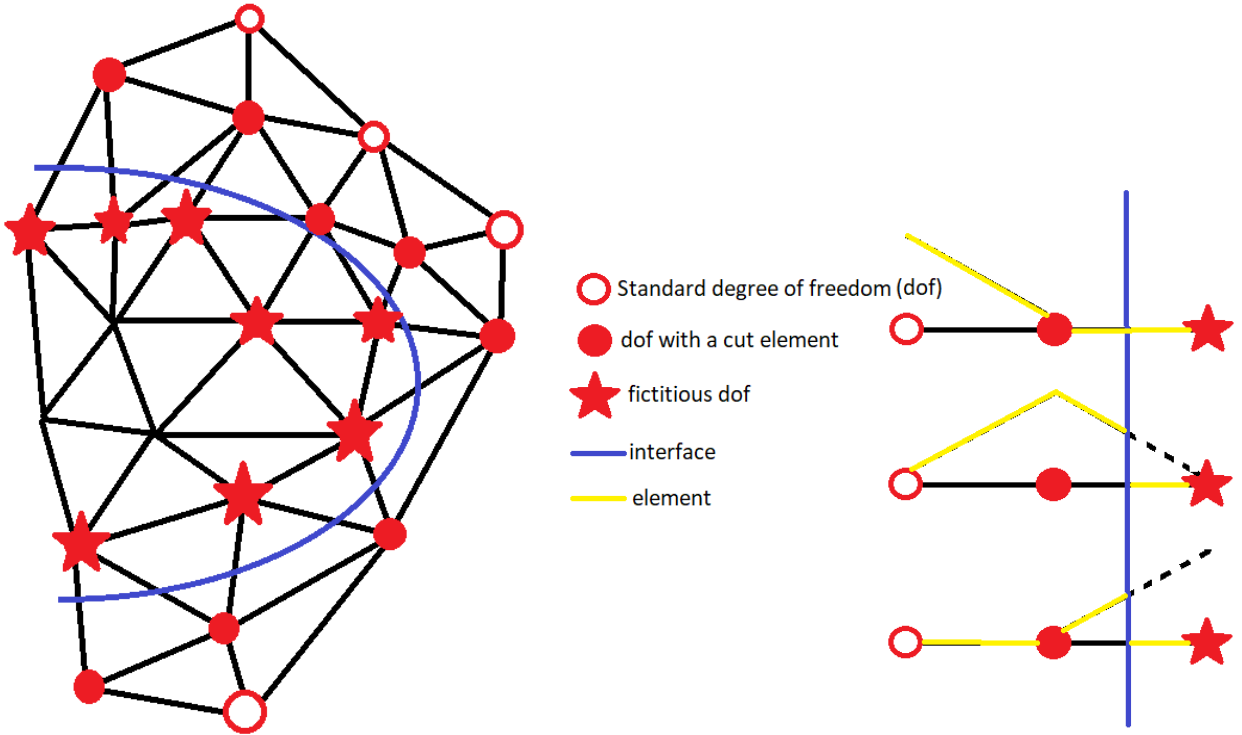 Standard degree of freedom (dof)
dof with a cut element
fictitious dof
interface
element